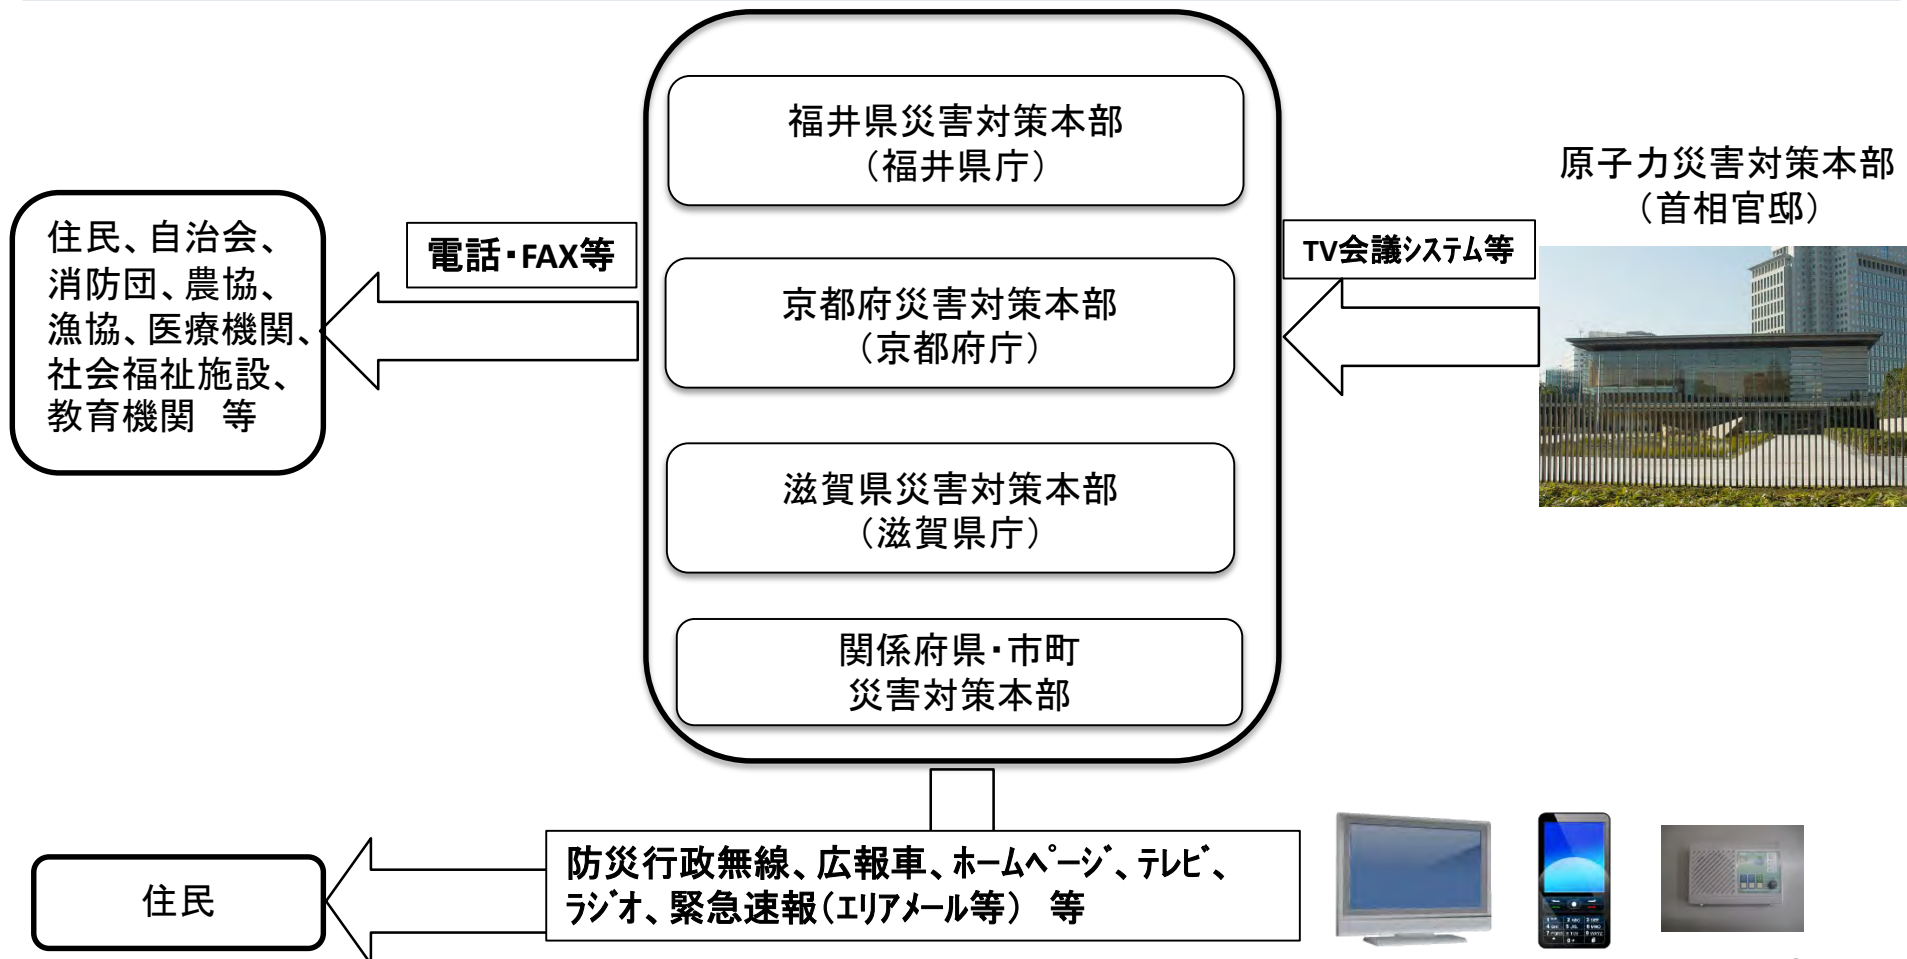 福井県災害対策本部
（福井県庁）
原子力災害対策本部
（首相官邸）
住民、自治会、
消防団、農協、
漁協、医療機関、
社会福祉施設、
教育機関　等
電話・FAX等
TV会議ｼｽﾃﾑ等
京都府災害対策本部
（京都府庁）
滋賀県災害対策本部
（滋賀県庁）
関係府県・市町
災害対策本部
住民
防災行政無線、広報車、ﾎｰﾑﾍﾟｰｼﾞ、ﾃﾚﾋﾞ、
ﾗｼﾞｵ、緊急速報（ｴﾘｱﾒｰﾙ等）　等